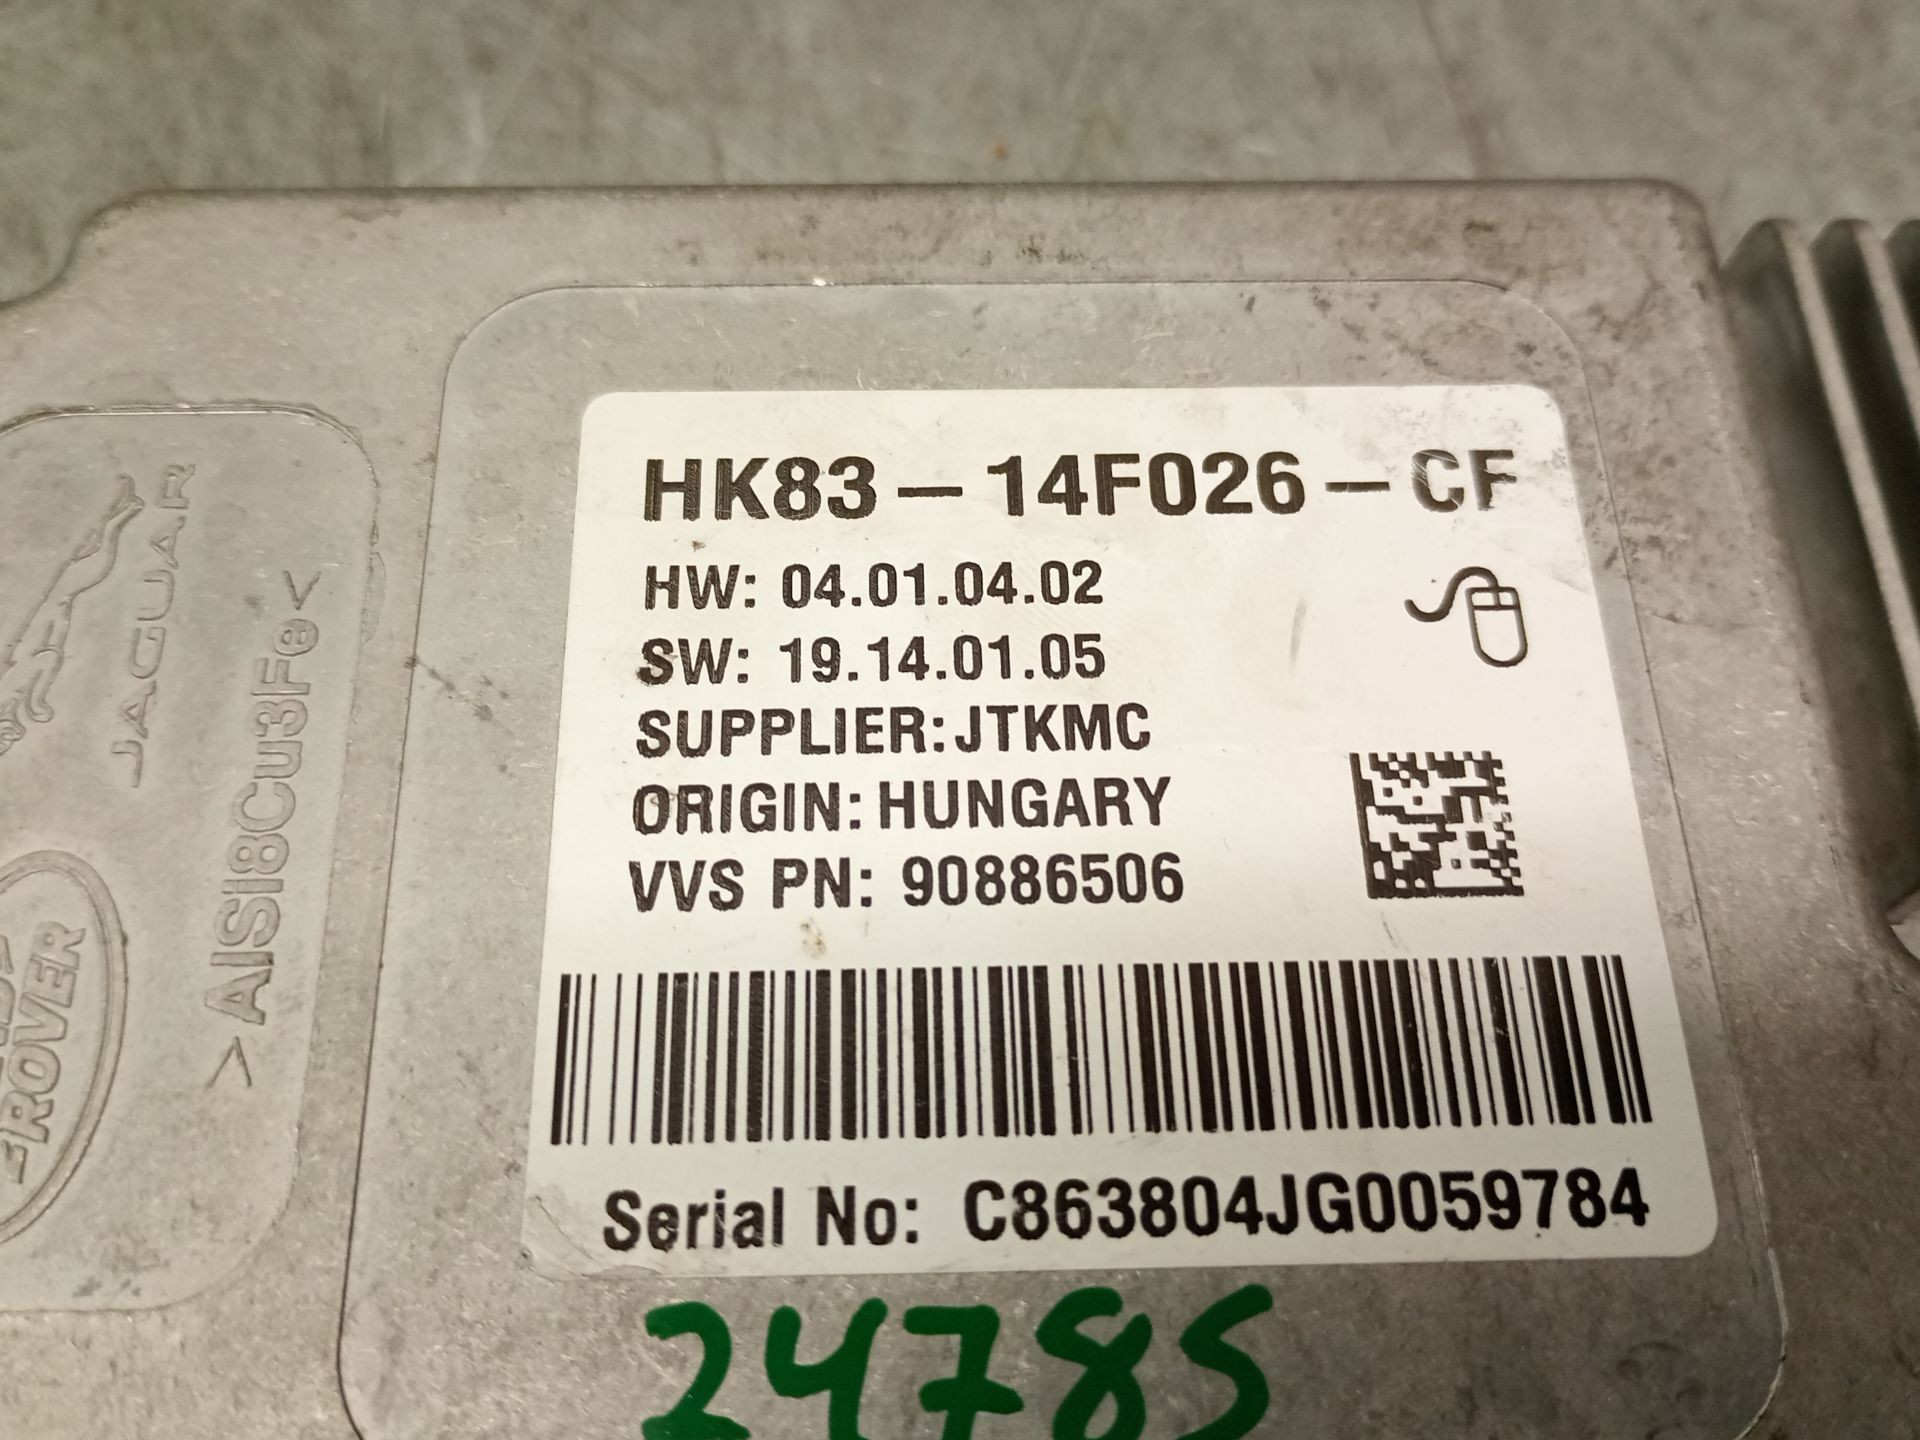 HK83-14F026-CF
HW: 04.01.04.02
SW: 19.14.01.05
SUPPLIER: JTKMC
ORIGIN: HUNGARY
VVS PN: 90886506
Serial No: C863804JG0059784
24785
JAGUAR
>AlSi8Cu3Fe<
ROVER